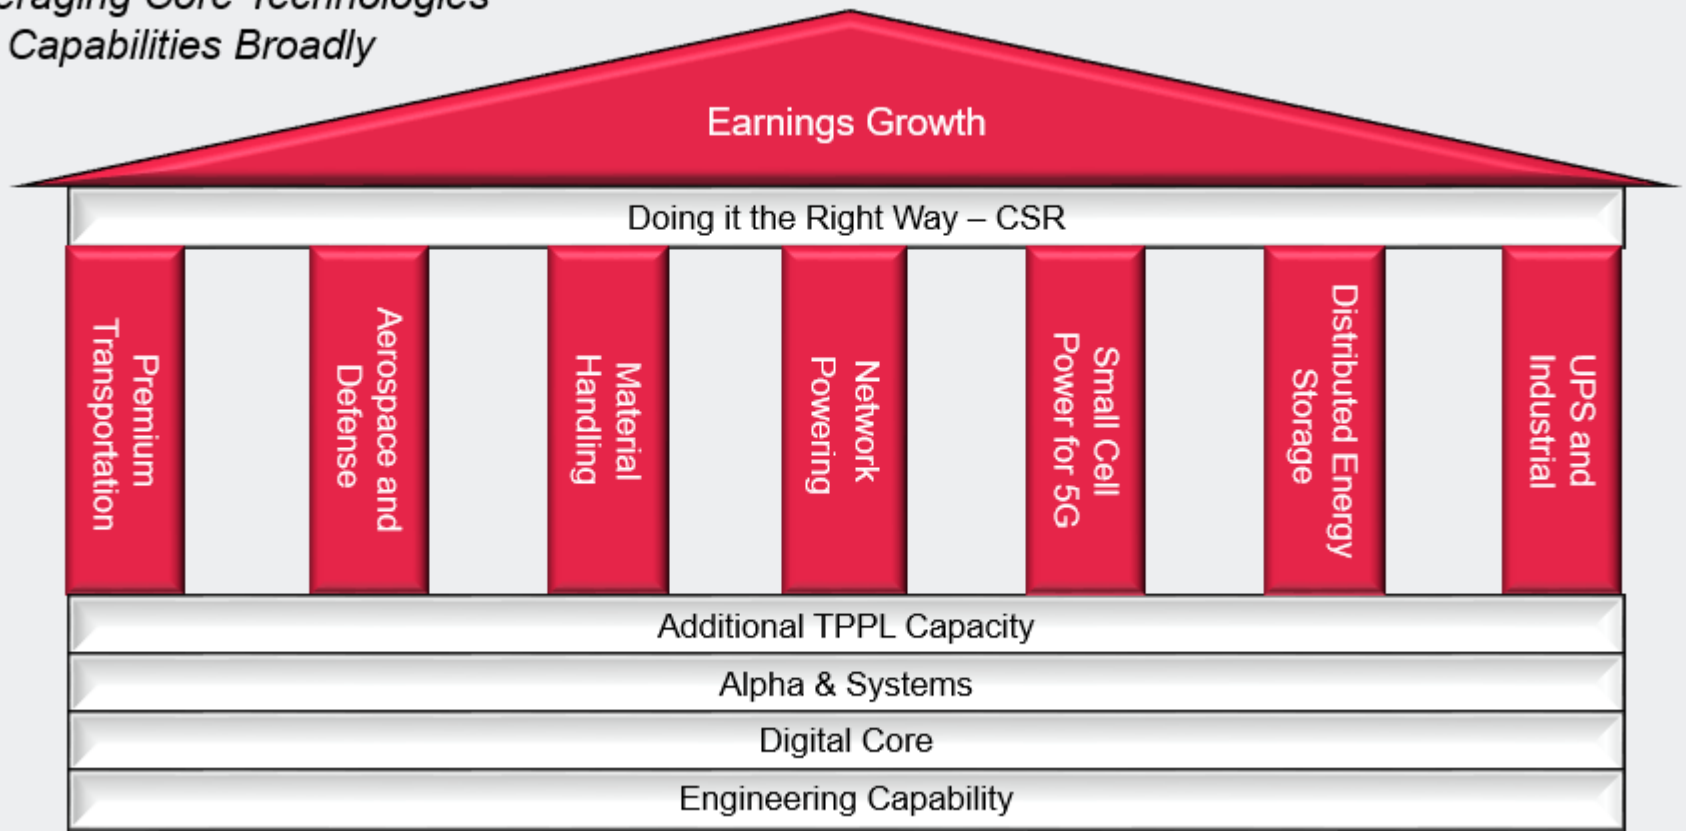 Capabilities Broadly
Core Technologies
Earnings Growth
Doing it the Right Way – CSR
Premium
Transportation
Aerospace and
Defense
Material
Handling
Network
Powering
Small Cell
Power for 5G
Distributed Energy
Storage
UPS and
Industrial
Additional TPPL Capacity
Alpha & Systems
Digital Core
Engineering Capability